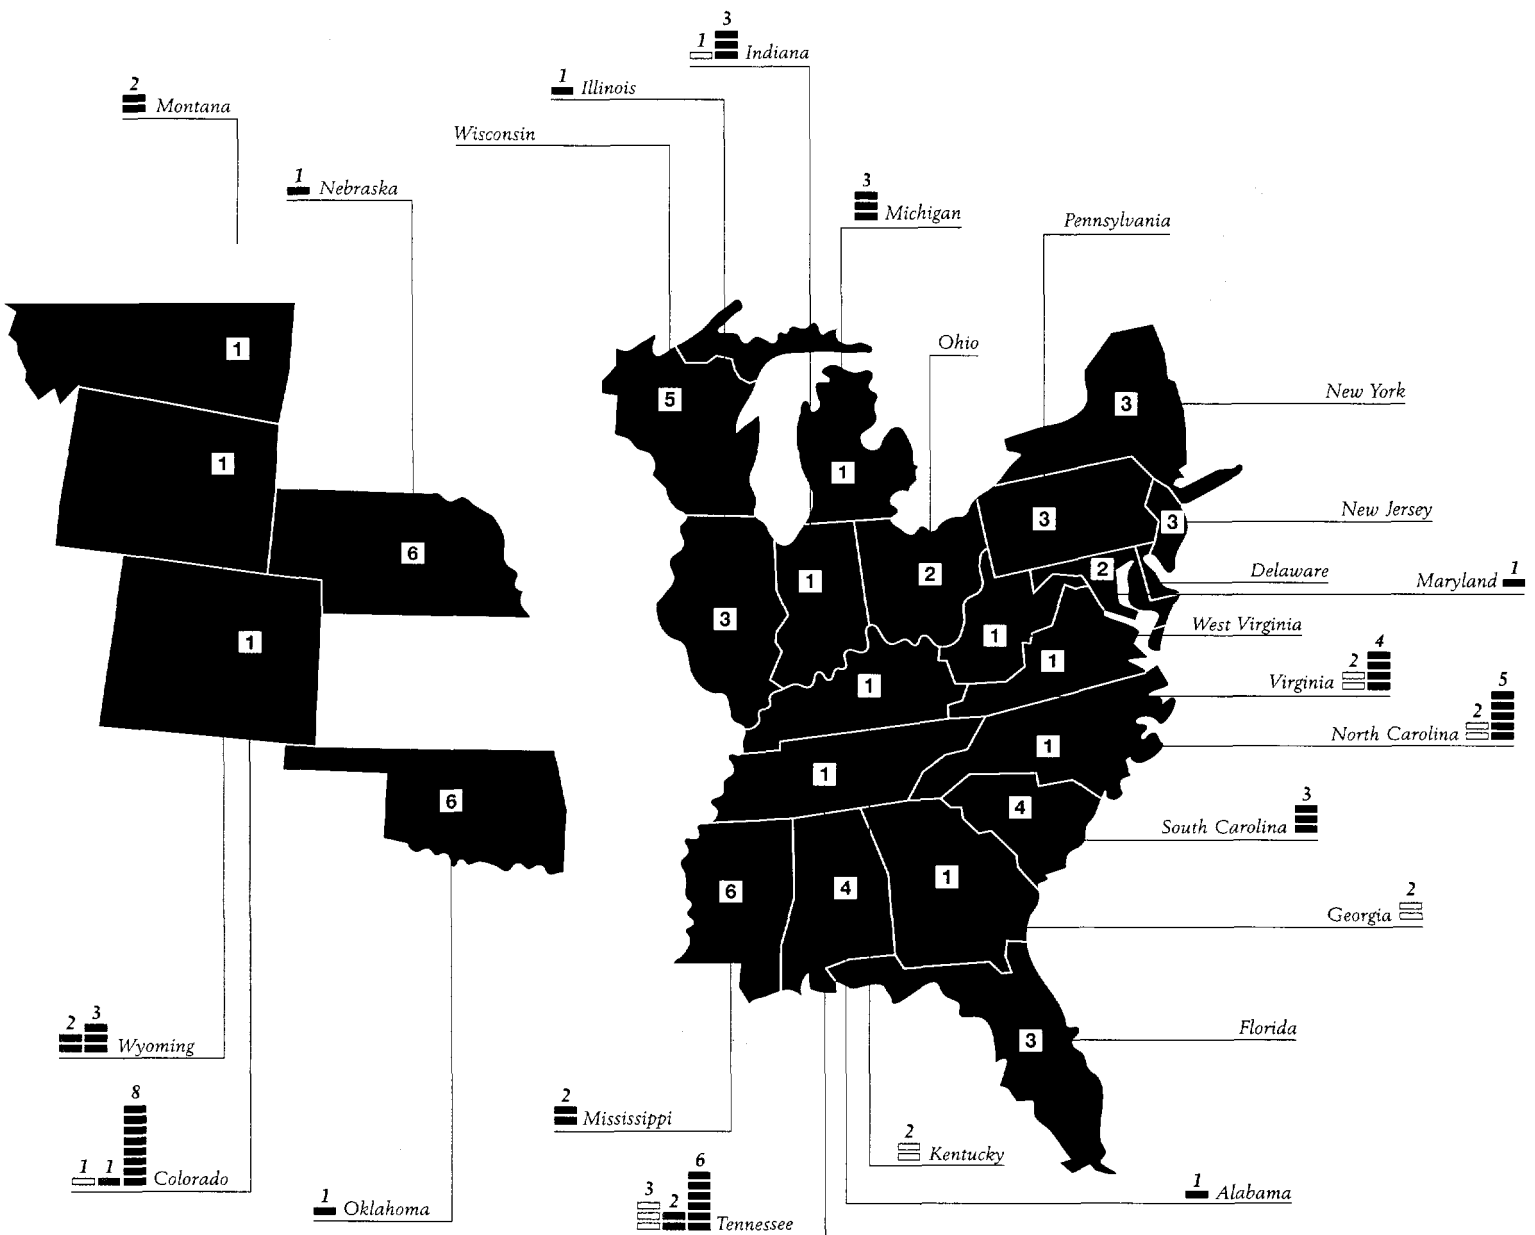 3
1 Indiana
2
Montana
1 Illinois
Wisconsin
1 Nebraska
3
Michigan
Pennsylvania
Ohio
New York
New Jersey
Delaware
Maryland 1
West Virginia
Virginia 2 4
North Carolina 2 5
South Carolina 3
Georgia 2
Florida
1
1
6
1
6
5
1
3
3
3
3
2
1
2
1
1
1
1
1
4
6
4
1
3
2 3
Wyoming
8
1 1
Colorado
1 Oklahoma
2
Mississippi
2
Kentucky
1 Alabama
6
3 2
Tennessee